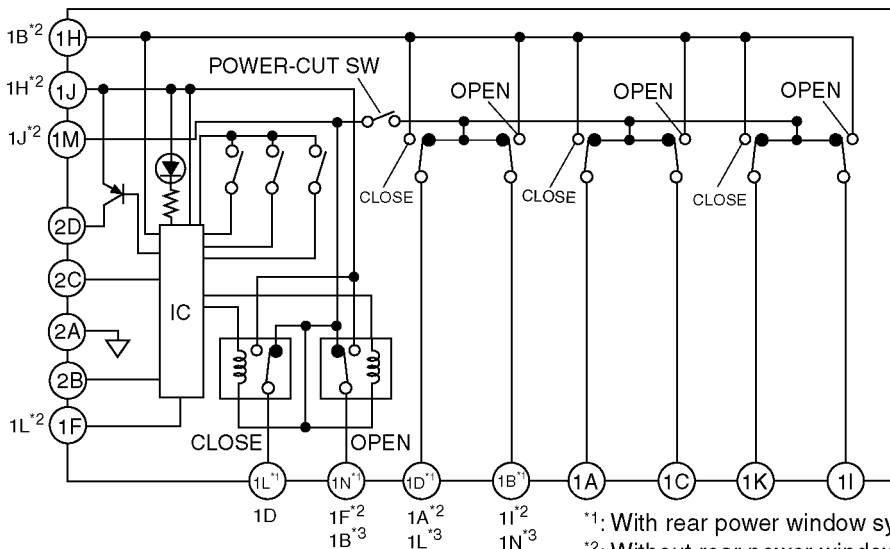 1B*2 1H
1H*2 1J
POWER-CUT SW
OPEN OPEN OPEN
1J*2 1M
CLOSE CLOSE CLOSE
2D
2C
IC
2A
2B
1L*2 1F
CLOSE OPEN
1L*1 1N*1 1D*1 1B*1 1A 1C 1K 1I
1D 1F*2 1A*2 1I*2 *1: With rear power window sy
1B*3 1L*3 1N*3 *2: Without rear power window